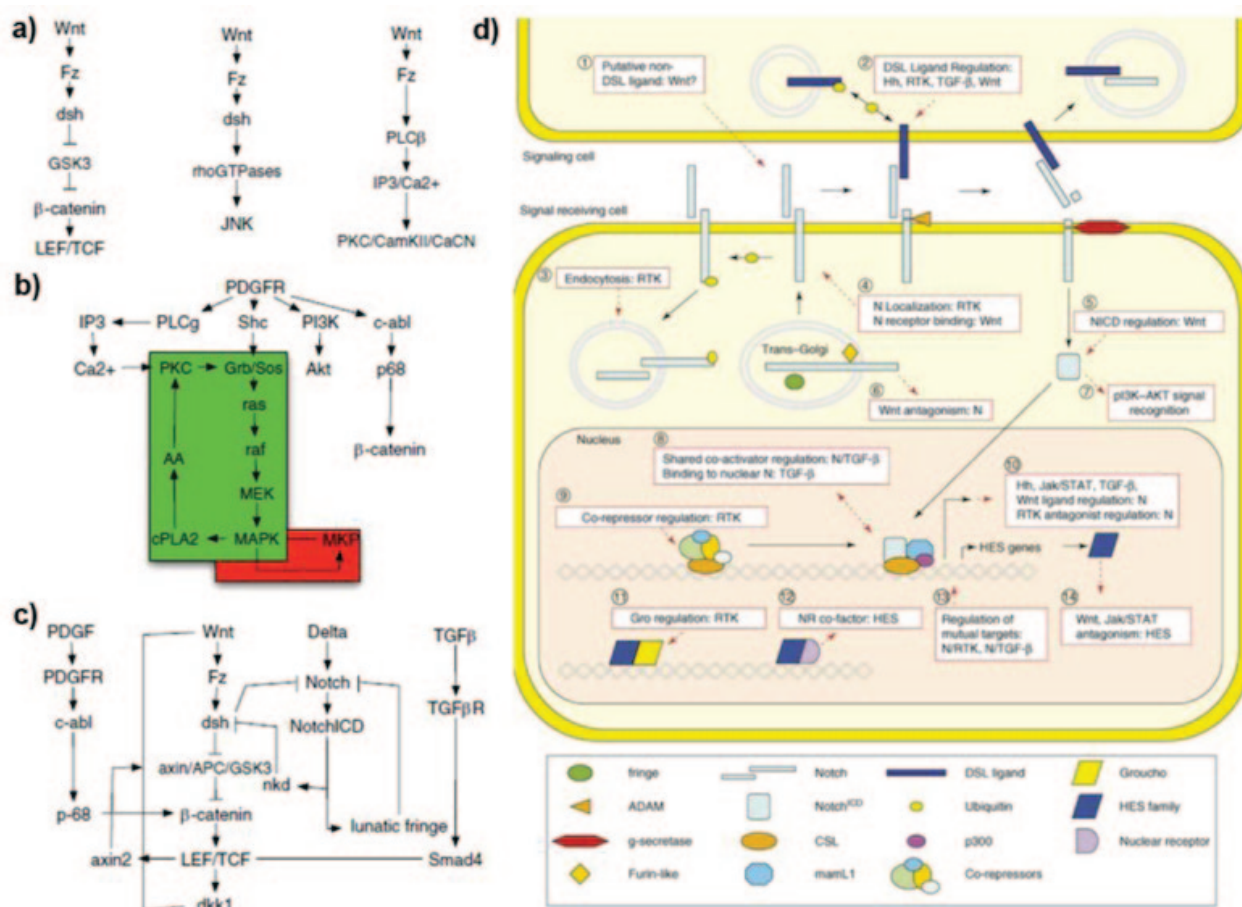 a)
Wnt
Fz
dsh
GSK3
β-catenin
LEF/TCF
Wnt
Fz
dsh
rhoGTPases
JNK
Wnt
Fz
PLCβ
IP3/Ca2+
PKC/CamKII/CaCN
b)
PDGFR
IP3
PLCg
Shc
PI3K
c-abl
Ca2+
PKC
Grb/Sos
Akt
p68
ras
raf
β-catenin
AA
MEK
cPLA2
MAPK
MKP
c)
PDGF
Wnt
Delta
TGFβ
PDGFR
Fz
Notch
TGFβR
c-abl
dsh
NotchICD
axin/APC/GSK3
nkd
p-68
β-catenin
lunatic fringe
axin2
LEF/TCF
Smad4
dkk1
d)
① Putative non-
DSL ligand: Wnt?
② DSL Ligand Regulation:
Hh, RTK, TGF-β, Wnt
Signaling cell
Signal receiving cell
③ Endocytosis: RTK
④
N Localization: RTK
N receptor binding: Wnt
⑤
NICD regulation: Wnt
Trans–Golgi
⑥
Wnt antagonism: N
⑦
pI3K–AKT signal
recognition
Nucleus
⑧
Shared co-activator regulation: N/TGF-β
Binding to nuclear N: TGF-β
⑨
Co-repressor regulation: RTK
⑩
Hh, Jak/STAT, TGF-β,
Wnt ligand regulation: N
RTK antagonist regulation: N
HES genes
⑪
Gro regulation: RTK
⑫
NR co-factor: HES
⑬
Regulation of
mutual targets:
N/RTK, N/TGF-β
⑭
Wnt, Jak/STAT
antagonism: HES
fringe
Notch
DSL ligand
Groucho
ADAM
NotchICD
Ubiquitin
HES family
g-secretase
CSL
p300
Nuclear receptor
Furin-like
mamL1
Co-repressors